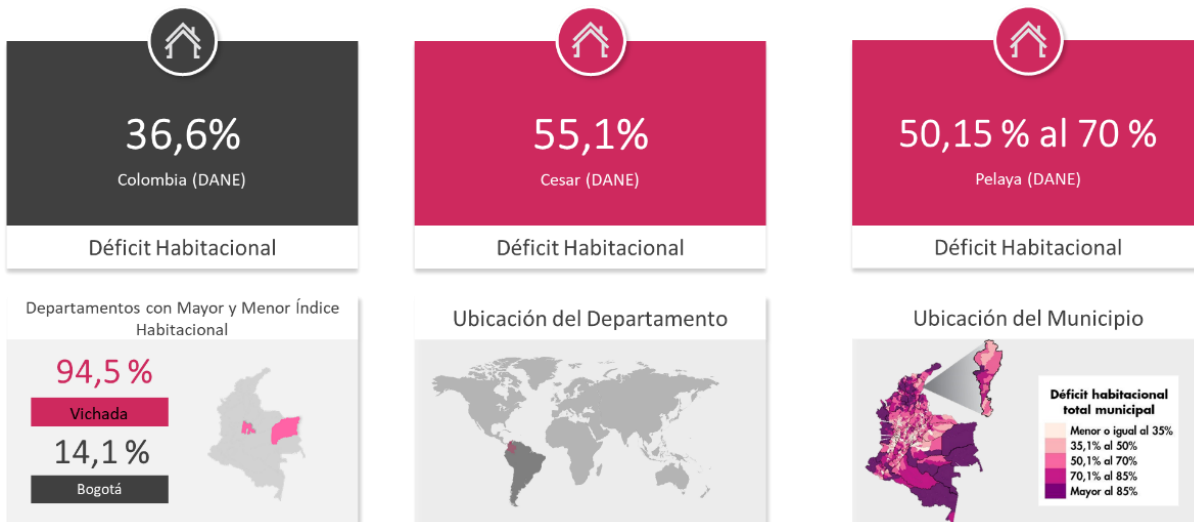 36,6%
Colombia (DANE)
Déficit Habitacional
55,1%
Cesar (DANE)
Déficit Habitacional
50,15 % al 70 %
Pelaya (DANE)
Déficit Habitacional
Departamentos con Mayor y Menor Índice
Habitacional
94,5 %
Vichada
14,1 %
Bogotá
Ubicación del Departamento
Ubicación del Municipio
Déficit habitacional
total municipal
Menor o igual al 35%
35,1% al 50%
50,1% al 70%
70,1% al 85%
Mayor al 85%